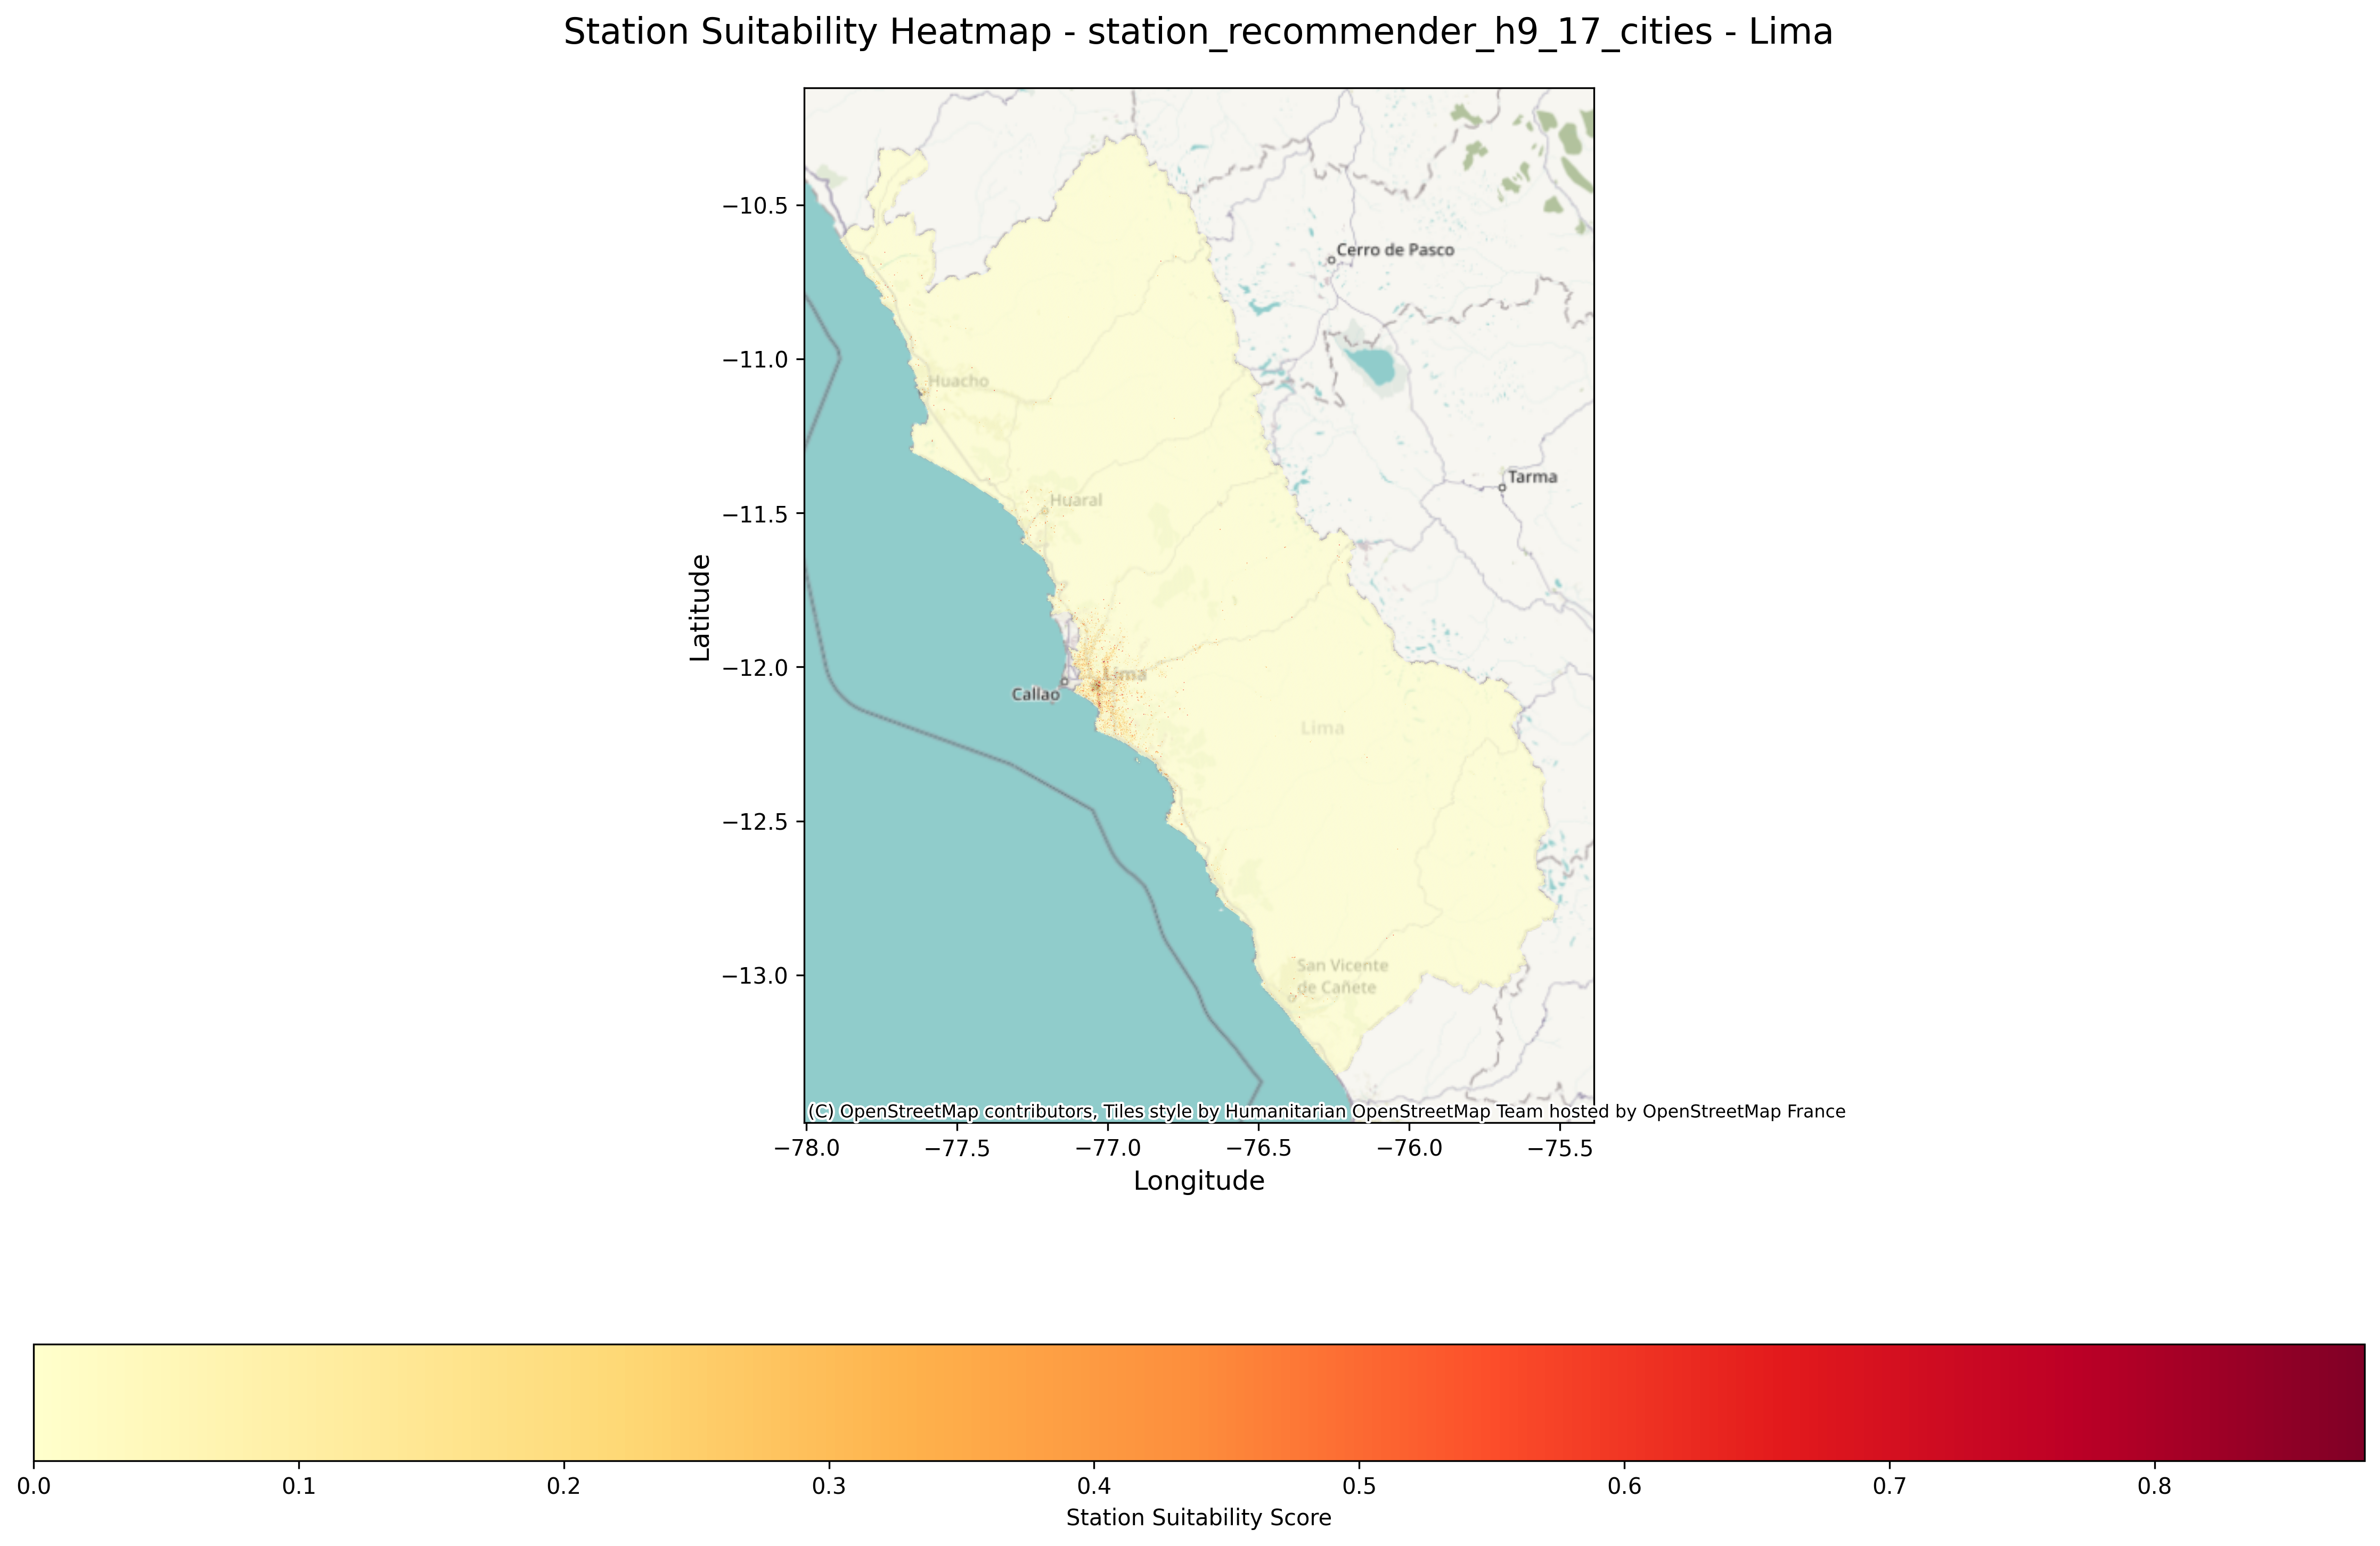 Station Suitability Heatmap - station_recommender_h9_17_cities - Lima
Latitude
−10.5
−11.0
−11.5
−12.0
−12.5
−13.0
Cerro de Pasco
Huacho
Tarma
Huaral
Lima
Callao
Lima
San Vicente
de Cañete
(C) OpenStreetMap contributors, Tiles style by Humanitarian OpenStreetMap Team hosted by OpenStreetMap France
−78.0 −77.5 −77.0 −76.5 −76.0 −75.5
Longitude
0.0 0.1 0.2 0.3 0.4 0.5 0.6 0.7 0.8
Station Suitability Score